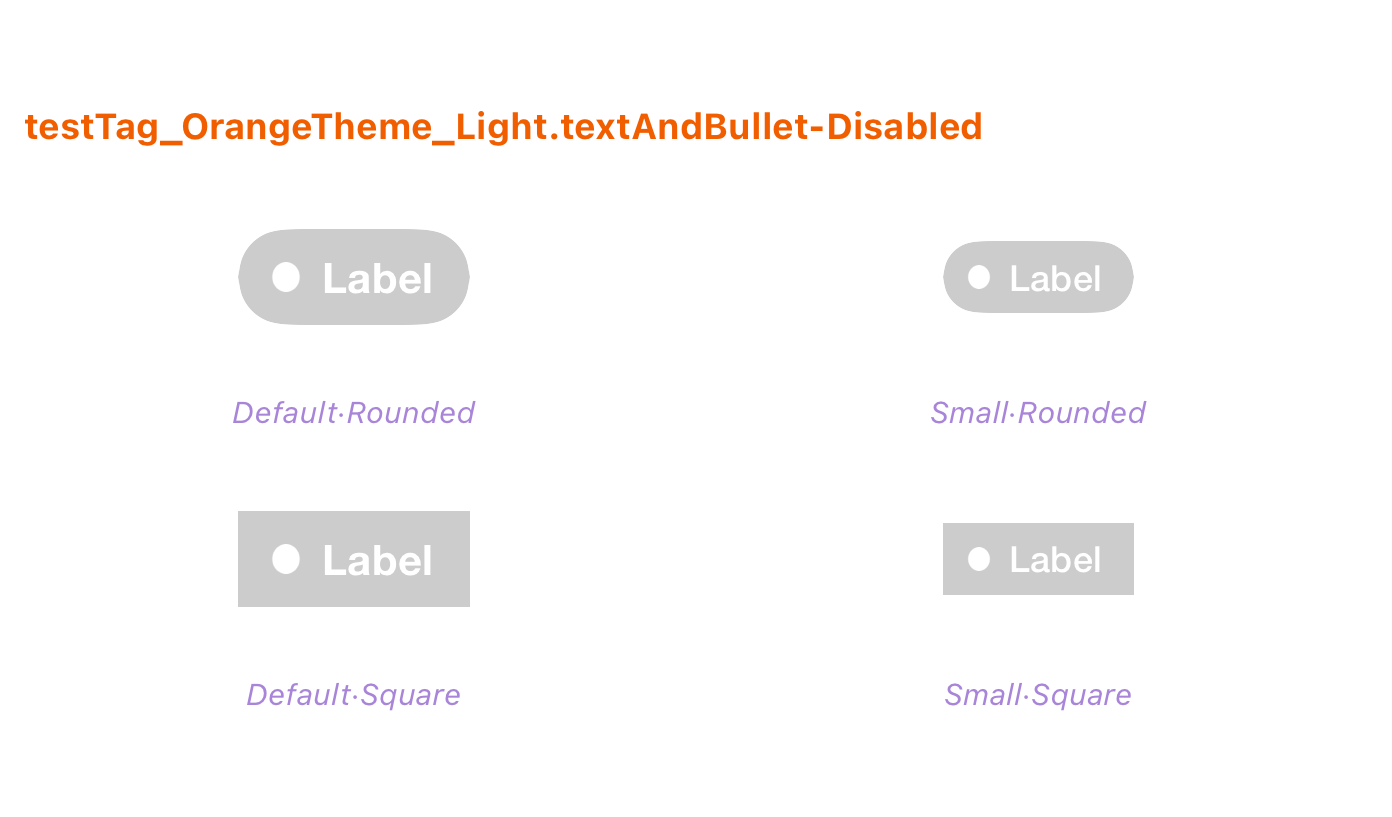 testTag_OrangeTheme_Light.textAndBullet-Disabled
Label
Label
Default·Rounded
Small·Rounded
Label
Label
Default·Square
Small·Square